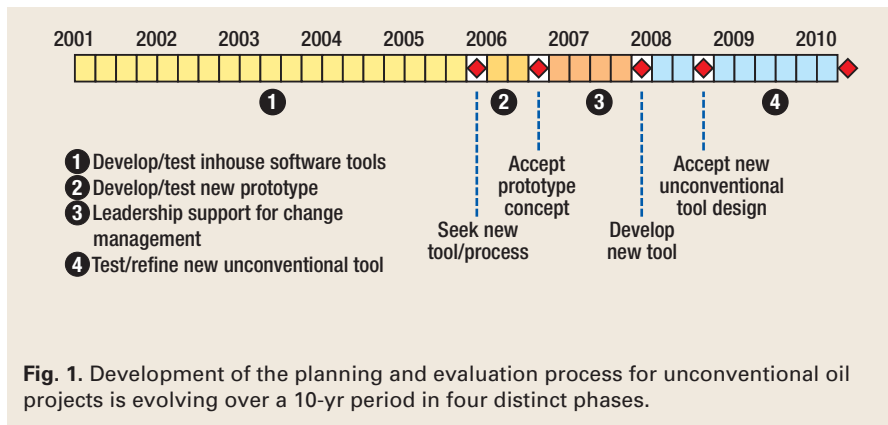 2001 2002 2003 2004 2005 2006 2007 2008 2009 2010
1 2 3 4
1 Develop/test inhouse software tools
2 Develop/test new prototype
3 Leadership support for change
management
4 Test/refine new unconventional tool
Seek new
tool/process
Accept
prototype
concept
Develop
new tool
Accept new
unconventional
tool design
Fig. 1. Development of the planning and evaluation process for unconventional oil
projects is evolving over a 10-yr period in four distinct phases.